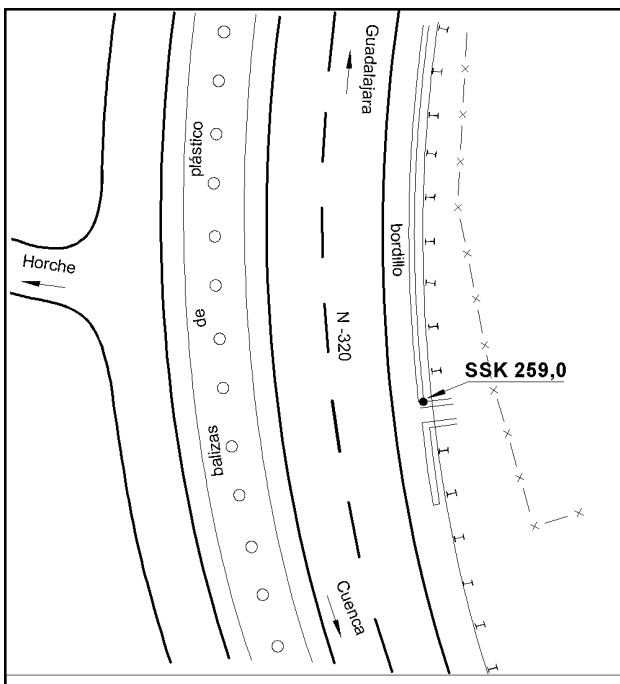 Guadalajara
plástico
bordillo
Horche
de
N -320
SSK 259,0
balizas
Cuenca